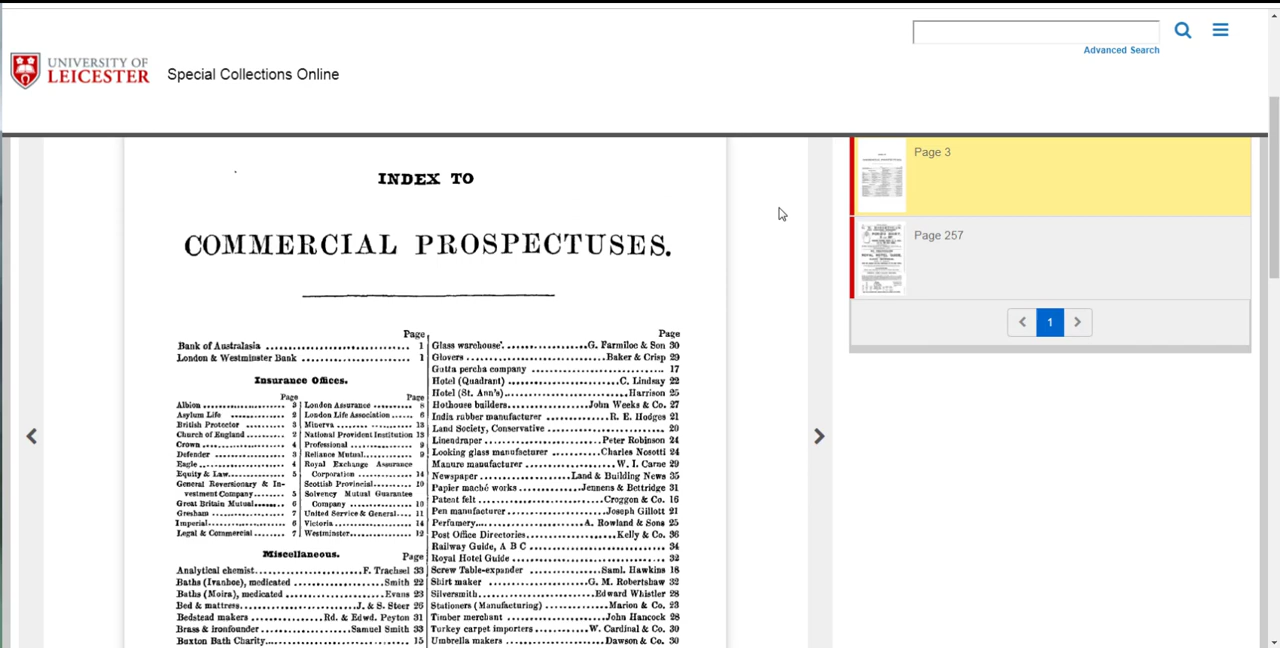 Advanced Search
UNIVERSITY OF
LEICESTER
Special Collections Online
INDEX TO
COMMERCIAL PROSPECTUSES.
Page
Bank of Australasia 1
London & Westminster Bank 1
Insurance Offices.
Page
Albion 3
Asylum Life 2
British Protector 3
Church of England 2
Crown 4
Defender 3
Eagle 4
Equity & Law 5
General Reversionary & In-
vestment Company 5
Great Britain Mutual 6
Gresham 7
Imperial 6
Legal & Commercial 7
Page
London Assurance 8
London Life Association 6
Minerva 13
National Provident Institution 13
Professional 9
Reliance Mutual 9
Royal Exchange Assurance
Corporation 14
Scottish Provincial 10
Solvency Mutual Guarantee
Company 10
United Service & General 11
Victoria 14
Westminster 12
Miscellaneous.
Page
Analytical chemist F. Trachsel 33
Baths (Ivanhoe), medicated Smith 22
Baths (Moira), medicated Evans 23
Bed & mattress J. & S. Steer 26
Bedstead makers Rd. & Edwd. Peyton 31
Brass & ironfounder Samuel Smith 33
Buxton Bath Charity 15
Page
Glass warehouse G. Farmiloe & Son 30
Glovers Baker & Crisp 29
Gutta percha company 17
Hotel (Quadrant) C. Lindsay 22
Hotel (St. Ann's) Harrison 25
Hothouse builders John Weeks & Co. 27
India rubber manufacturer R. E. Hodges 21
Land Society, Conservative 20
Linendraper Peter Robinson 24
Looking glass manufacturer Charles Nosotti 24
Manure manufacturer W. I. Carne 29
Newspaper Land & Building News 35
Papier maché works Jennens & Bettridge 31
Patent felt Croggon & Co. 16
Pen manufacturer Joseph Gillott 21
Perfumery A. Rowland & Sons 25
Post Office Directories Kelly & Co. 36
Railway Guide, A B C 34
Royal Hotel Guide 32
Screw Table-expander Saml. Hawkins 18
Shirt maker G. M. Robertshaw 32
Silversmith Edward Whistler 28
Stationers (Manufacturing) Marion & Co. 23
Timber merchant John Hancock 28
Turkey carpet importers W. Cardinal & Co. 30
Umbrella makers Dawson & Co. 30
Page 3
Page 257
1